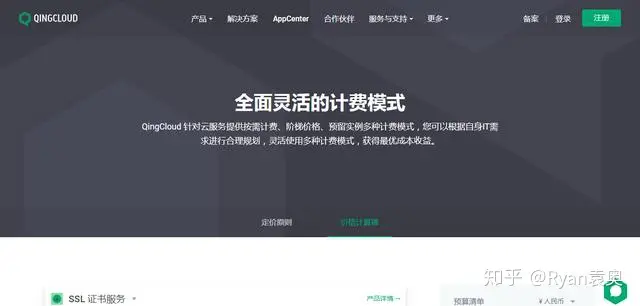 QINGCLOUD
产品 解决方案 AppCenter 合作伙伴 服务与支持 更多 备案 登录 注册
全面灵活的计费模式
QingCloud 针对云服务提供按需计费、阶梯价格、预留实例多种计费模式，您可以根据自身IT需
求进行合理规划，灵活使用多种计费模式，获得最优成本收益。
定价原则 价格计算器
SSL 证书服务 产品详情 预算清单 ¥ 人民币
知乎 @Ryan袁奥